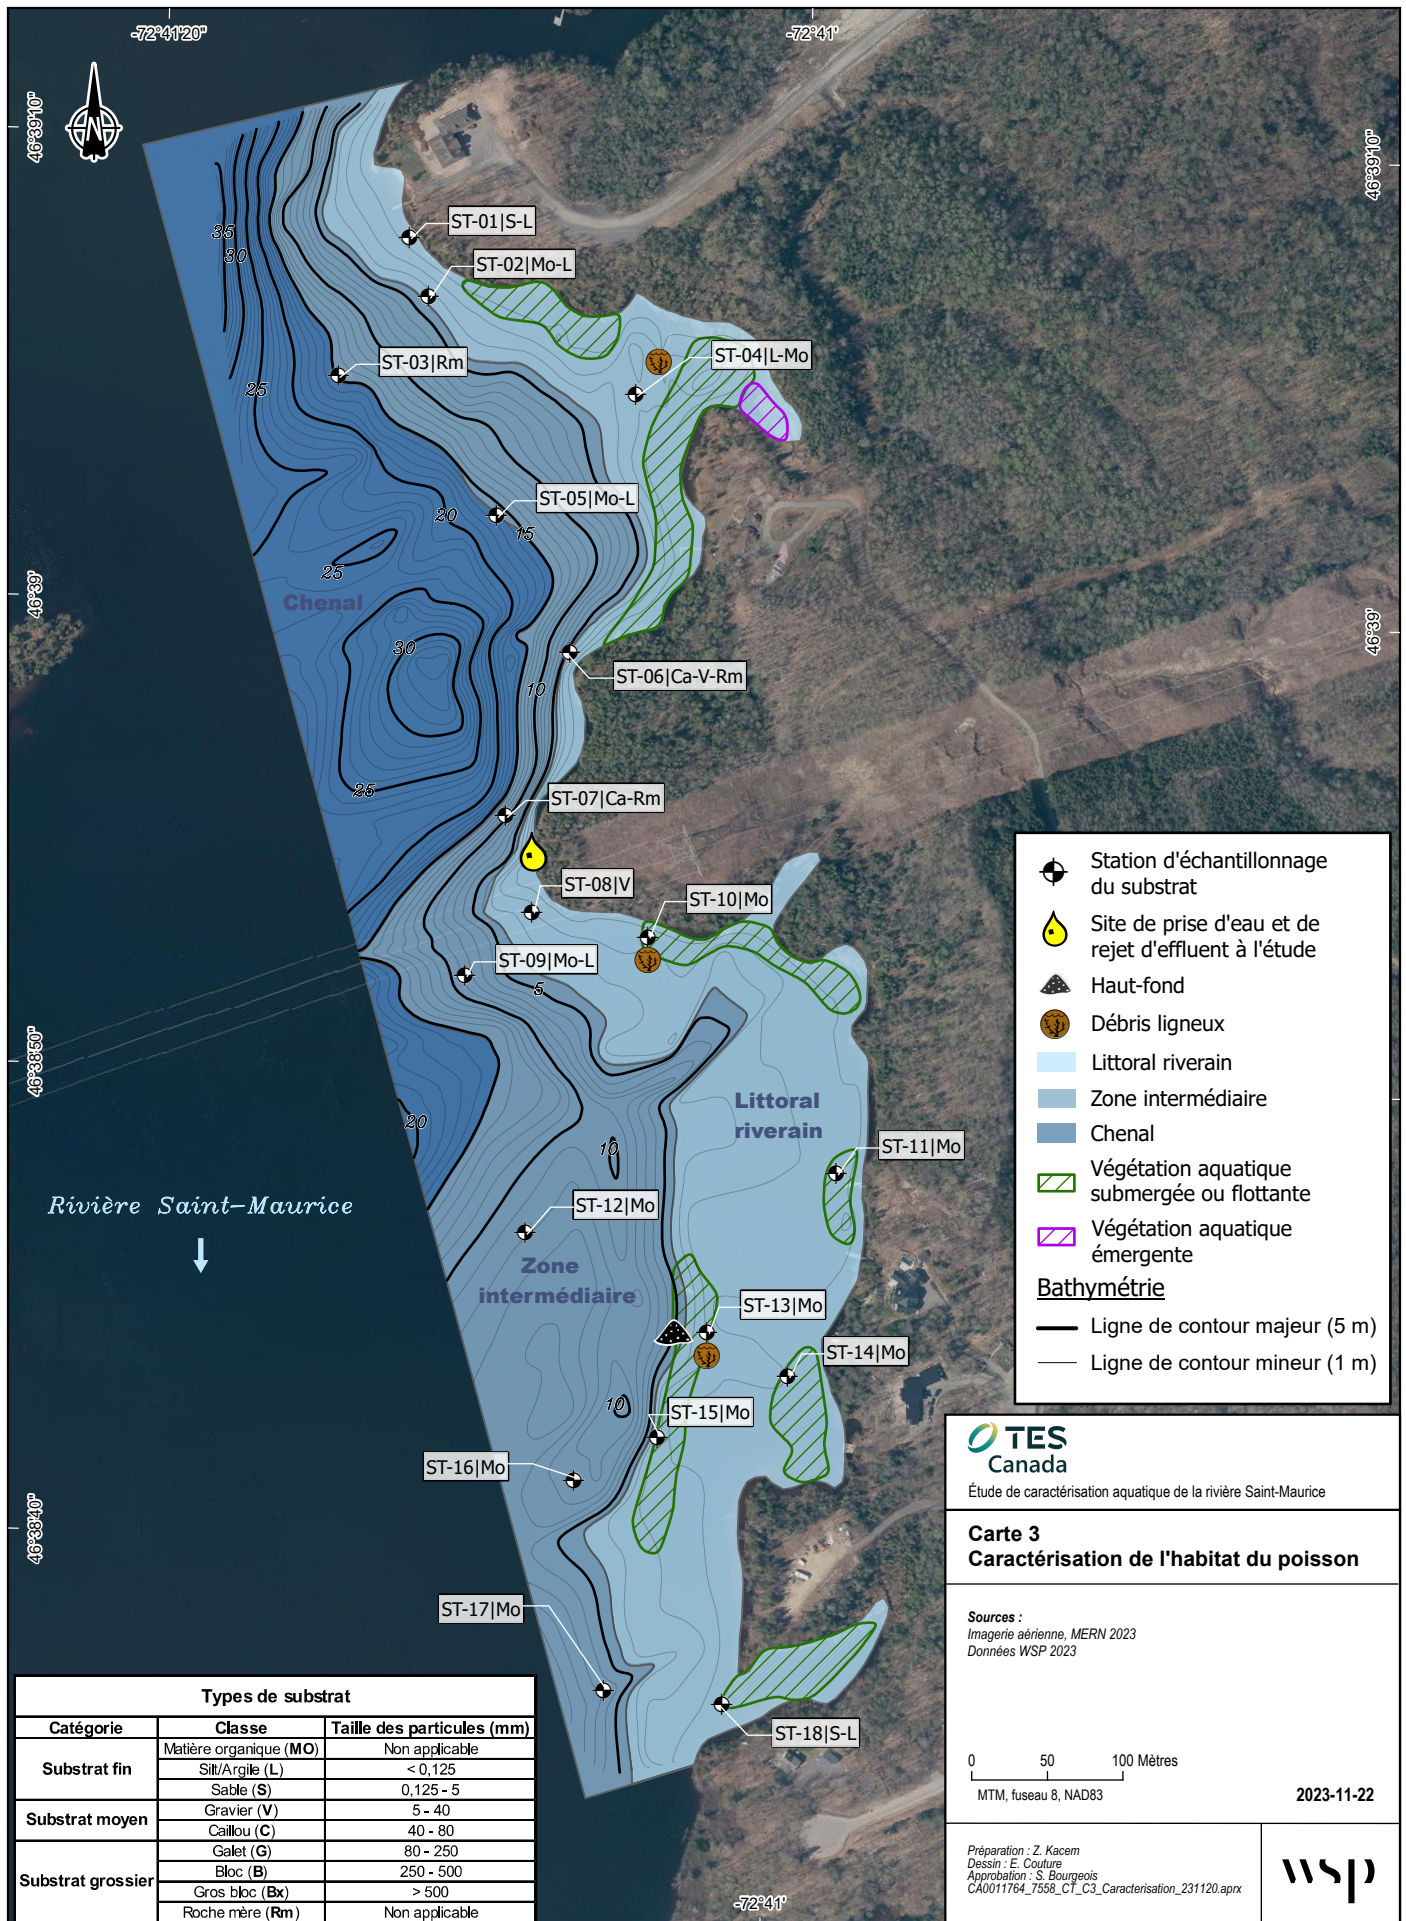 -72°41'20"
-72°41'
46°39'10"
46°39'10"
N
ST-01|S-L
ST-02|Mo-L
35
30
ST-03|Rm
ST-04|L-Mo
25
ST-05|Mo-L
20
15
25
Chenal
46°39'
46°39'
30
ST-06|Ca-V-Rm
10
25
ST-07|Ca-Rm
ST-08|V
ST-10|Mo
ST-09|Mo-L
5
46°38'50"
20
Littoral
riverain
10
ST-11|Mo
Rivière Saint-Maurice
ST-12|Mo
Zone
intermédiaire
ST-13|Mo
ST-14|Mo
10
ST-15|Mo
ST-16|Mo
46°38'40"
ST-17|Mo
ST-18|S-L
-72°41'
Station d'échantillonnage
du substrat
Site de prise d'eau et de
rejet d'effluent à l'étude
Haut-fond
Débris ligneux
Littoral riverain
Zone intermédiaire
Chenal
Végétation aquatique
submergée ou flottante
Végétation aquatique
émergente
Bathymétrie
Ligne de contour majeur (5 m)
Ligne de contour mineur (1 m)
TES
Canada
Étude de caractérisation aquatique de la rivière Saint-Maurice
Carte 3
Caractérisation de l'habitat du poisson
Sources :
Imagerie aérienne, MERN 2023
Données WSP 2023
0 50 100 Mètres
MTM, fuseau 8, NAD83
2023-11-22
Préparation : Z. Kacem
Dessin : E. Couture
Approbation : S. Bourgeois
CA0011764_7558_CT_C3_Caracterisation_231120.aprx
wsp
Types de substrat
Catégorie Classe Taille des particules (mm)
Substrat fin
Matière organique (MO) Non applicable
Silt/Argile (L) < 0,125
Sable (S) 0,125 - 5
Substrat moyen
Gravier (V) 5 - 40
Caillou (C) 40 - 80
Substrat grossier
Galet (G) 80 - 250
Bloc (B) 250 - 500
Gros bloc (Bx) > 500
Roche mère (Rm) Non applicable